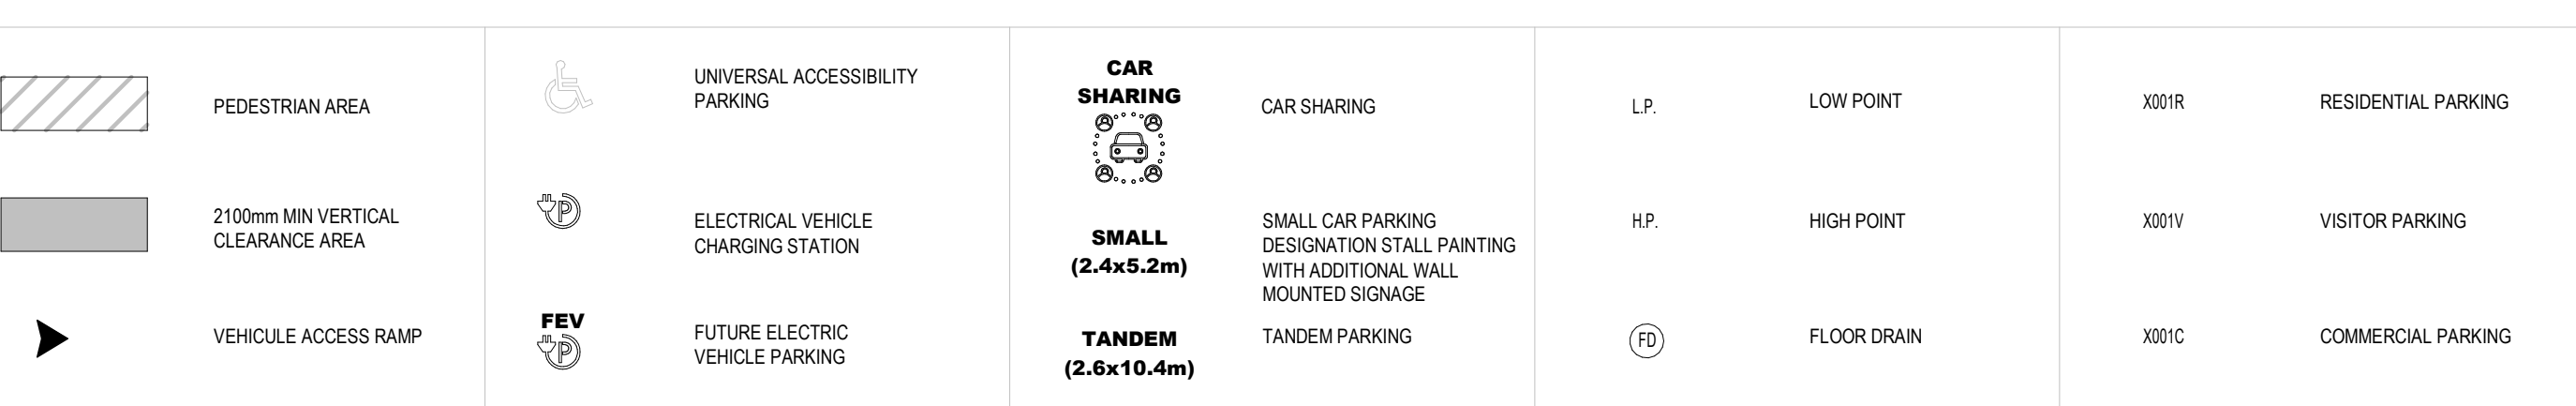 PEDESTRIAN AREA
2100mm MIN VERTICAL
CLEARANCE AREA
VEHICULE ACCESS RAMP
UNIVERSAL ACCESSIBILITY
PARKING
P
ELECTRICAL VEHICLE
CHARGING STATION
FEV
P
FUTURE ELECTRIC
VEHICLE PARKING
CAR
SHARING
CAR SHARING
SMALL
(2.4x5.2m)
SMALL CAR PARKING
DESIGNATION STALL PAINTING
WITH ADDITIONAL WALL
MOUNTED SIGNAGE
TANDEM
(2.6x10.4m)
TANDEM PARKING
L.P.
LOW POINT
H.P.
HIGH POINT
FD
FLOOR DRAIN
X001R
RESIDENTIAL PARKING
X001V
VISITOR PARKING
X001C
COMMERCIAL PARKING